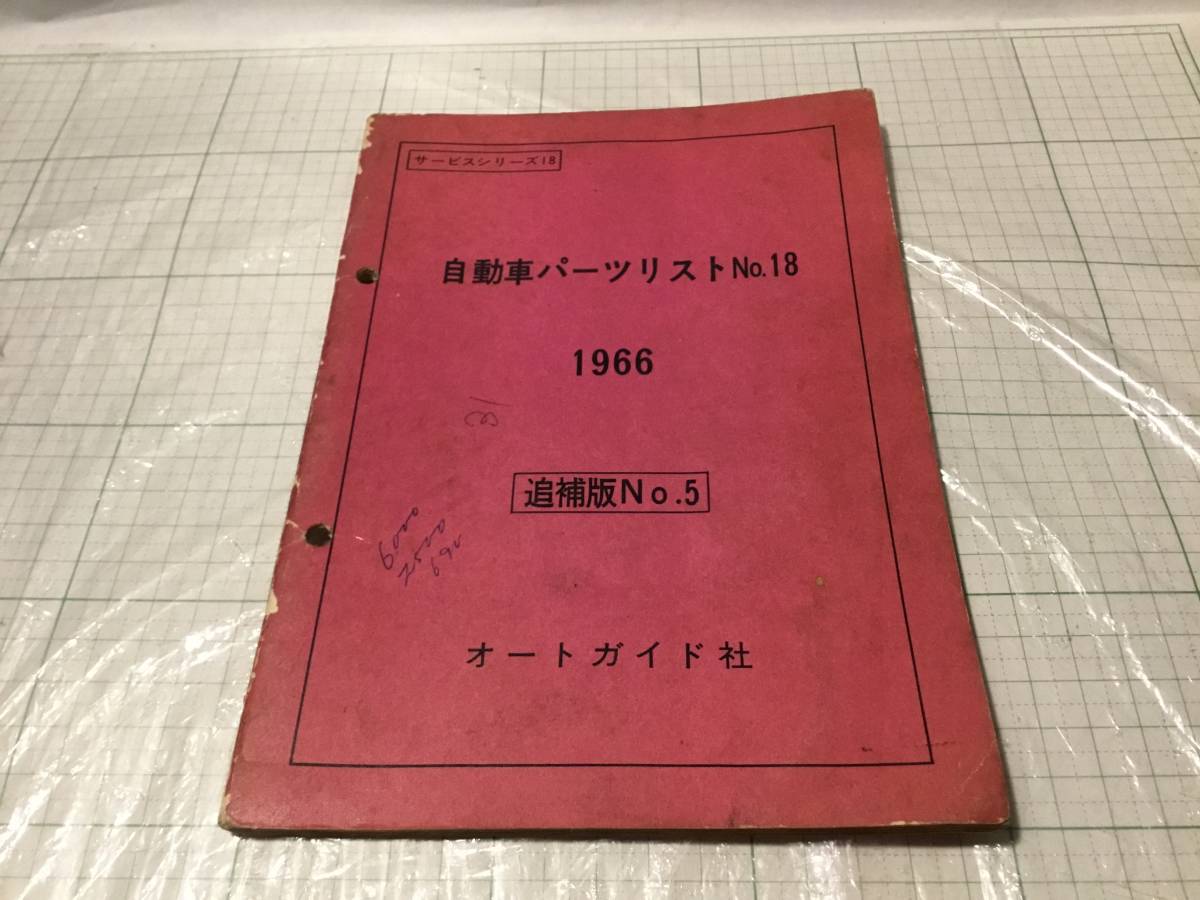 サービスシリーズ18
自動車パーツリストNo.18
1966
追補版No.5
6000
2500
オートガイド社